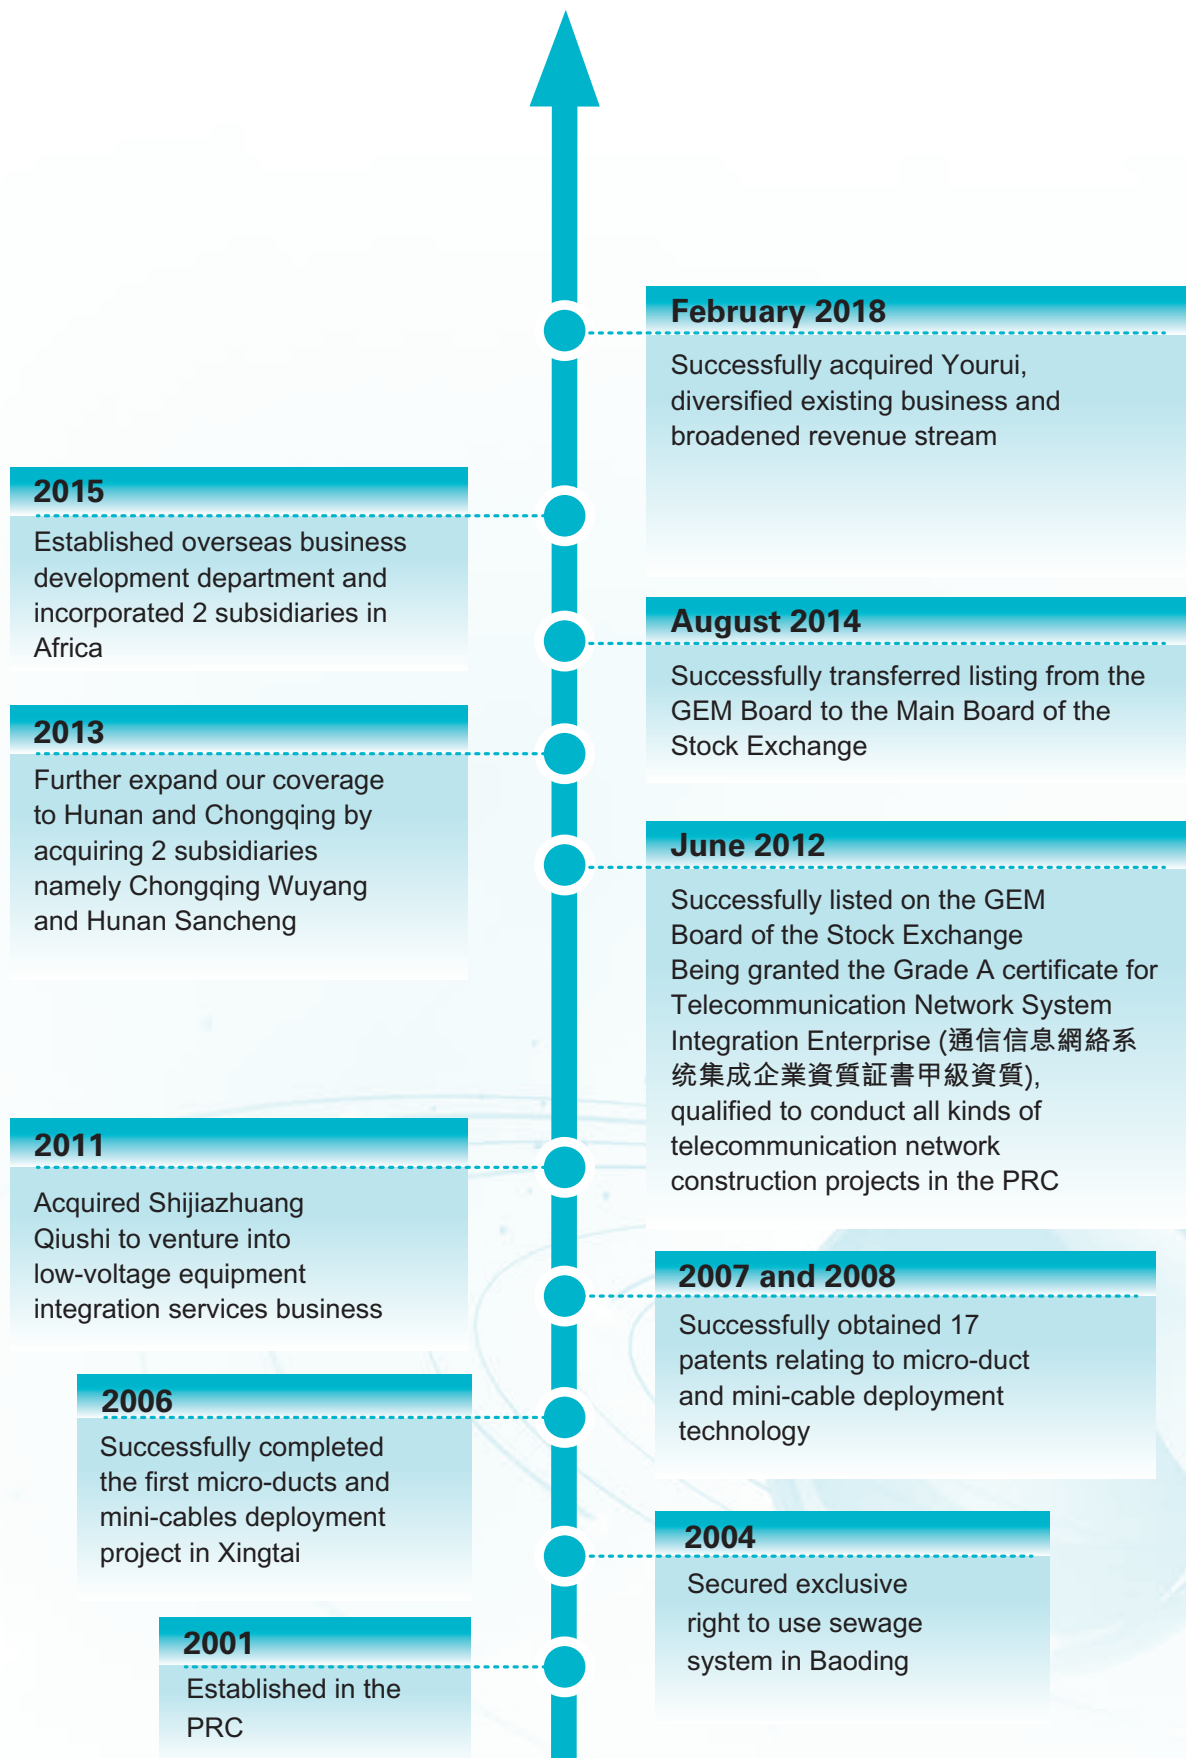 February 2018
Successfully acquired Yourui,
diversified existing business and
broadened revenue stream
2015
Established overseas business
development department and
incorporated 2 subsidiaries in
Africa
August 2014
Successfully transferred listing from the
GEM Board to the Main Board of the
Stock Exchange
2013
Further expand our coverage
to Hunan and Chongqing by
acquiring 2 subsidiaries
namely Chongqing Wuyang
and Hunan Sancheng
June 2012
Successfully listed on the GEM
Board of the Stock Exchange
Being granted the Grade A certificate for
Telecommunication Network System
Integration Enterprise (通信信息網絡系
统集成企業資質証書甲級資質),
qualified to conduct all kinds of
telecommunication network
construction projects in the PRC
2011
Acquired Shijiazhuang
Qiushi to venture into
low-voltage equipment
integration services business
2007 and 2008
Successfully obtained 17
patents relating to micro-duct
and mini-cable deployment
technology
2006
Successfully completed
the first micro-ducts and
mini-cables deployment
project in Xingtai
2004
Secured exclusive
right to use sewage
system in Baoding
2001
Established in the
PRC